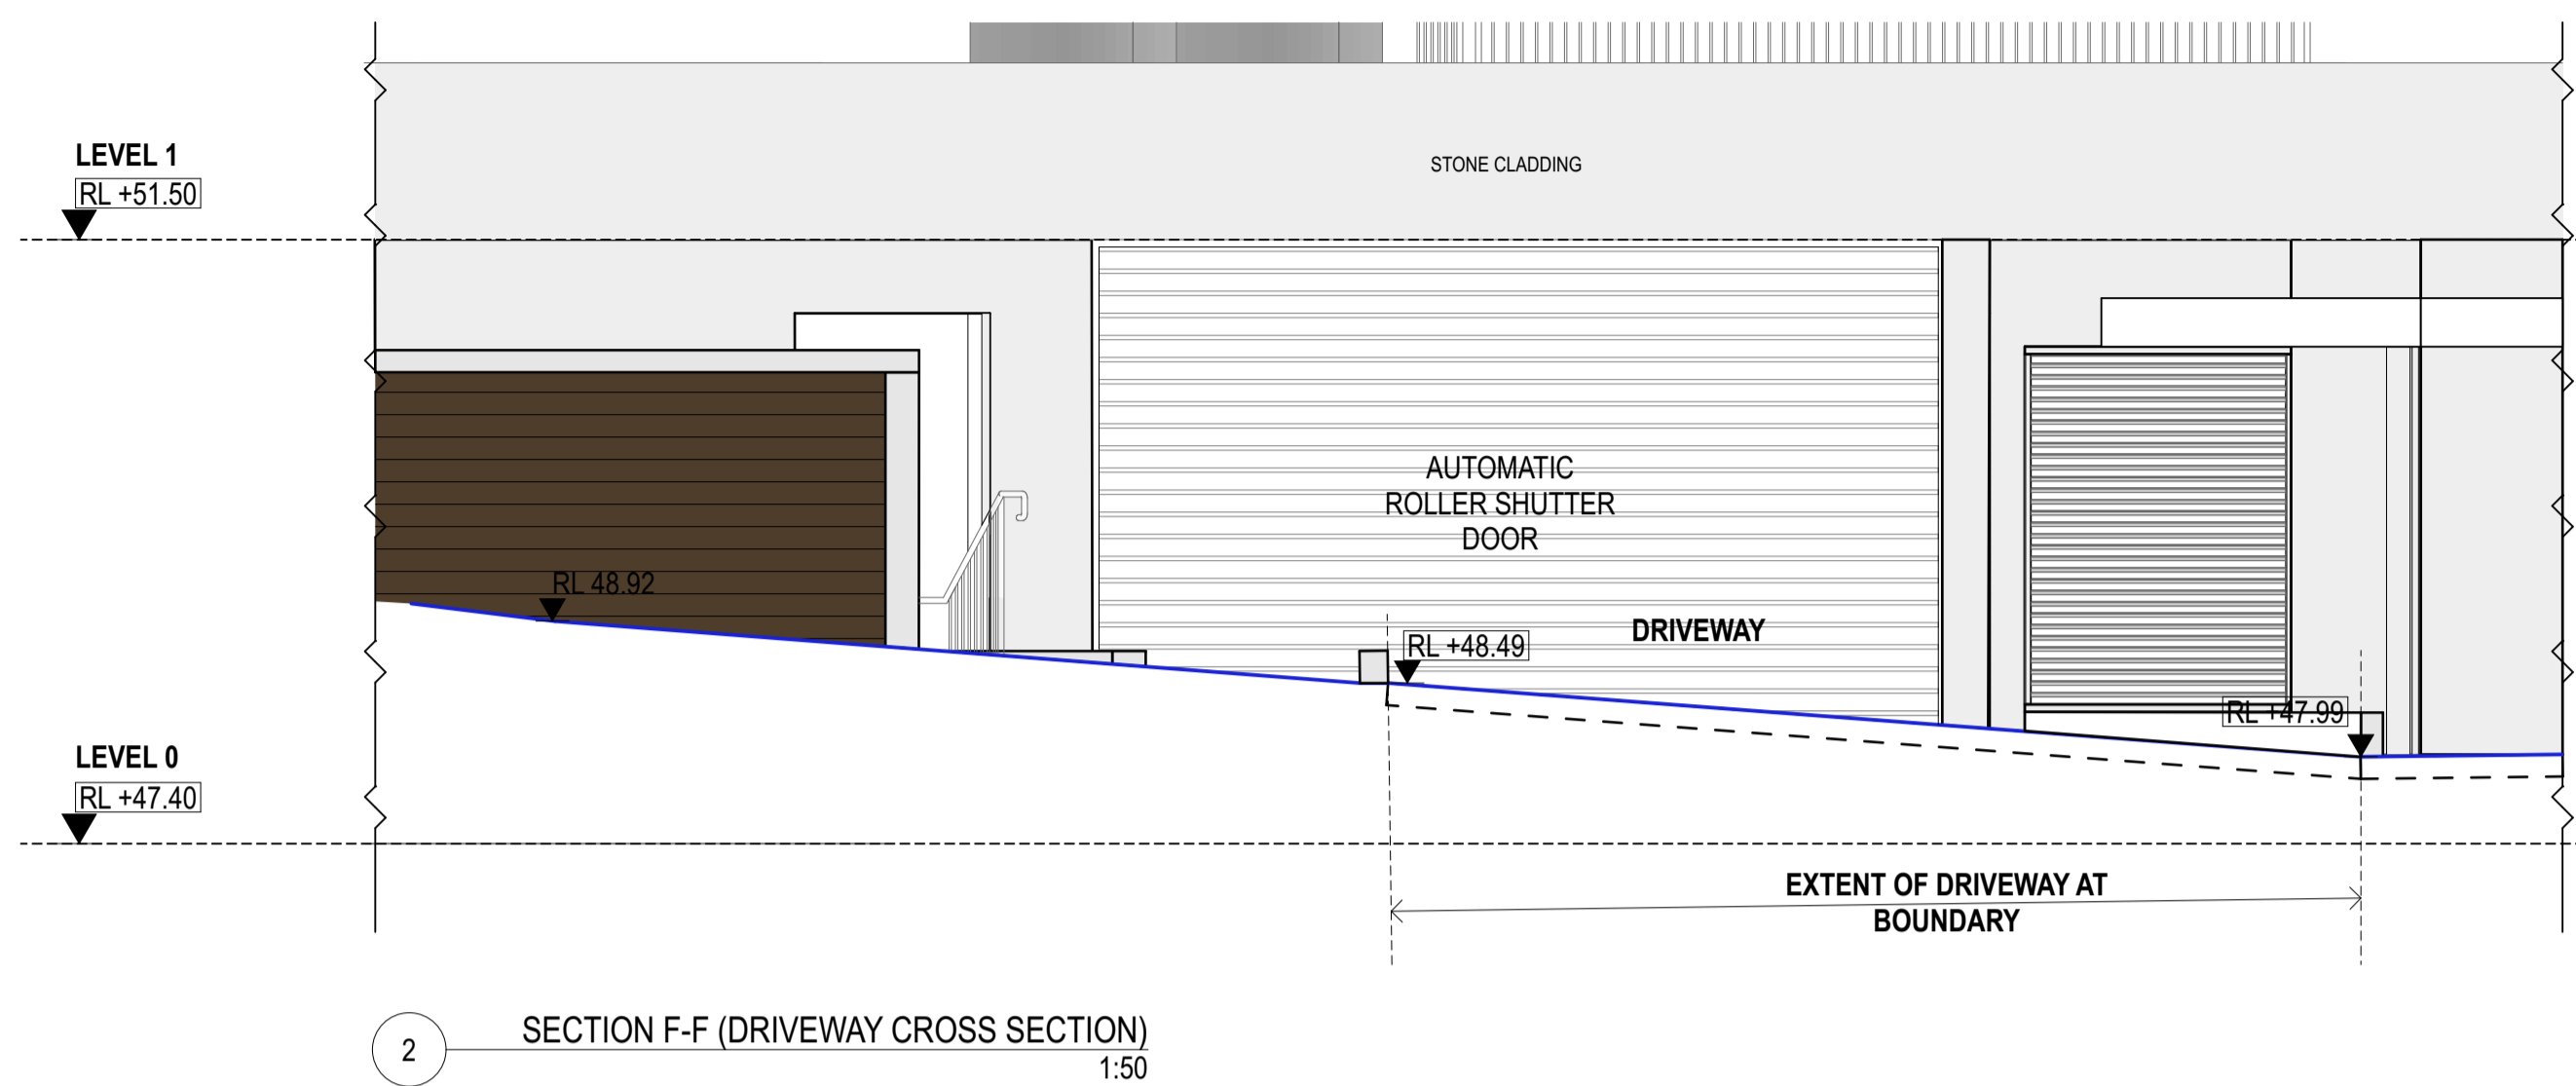 STONE CLADDING
LEVEL 1
RL +51.50
AUTOMATIC
ROLLER SHUTTER
DOOR
RL 48.92
DRIVEWAY
RL +48.49
RL +47.99
LEVEL 0
RL +47.40
EXTENT OF DRIVEWAY AT
BOUNDARY
2
SECTION F-F (DRIVEWAY CROSS SECTION)
1:50